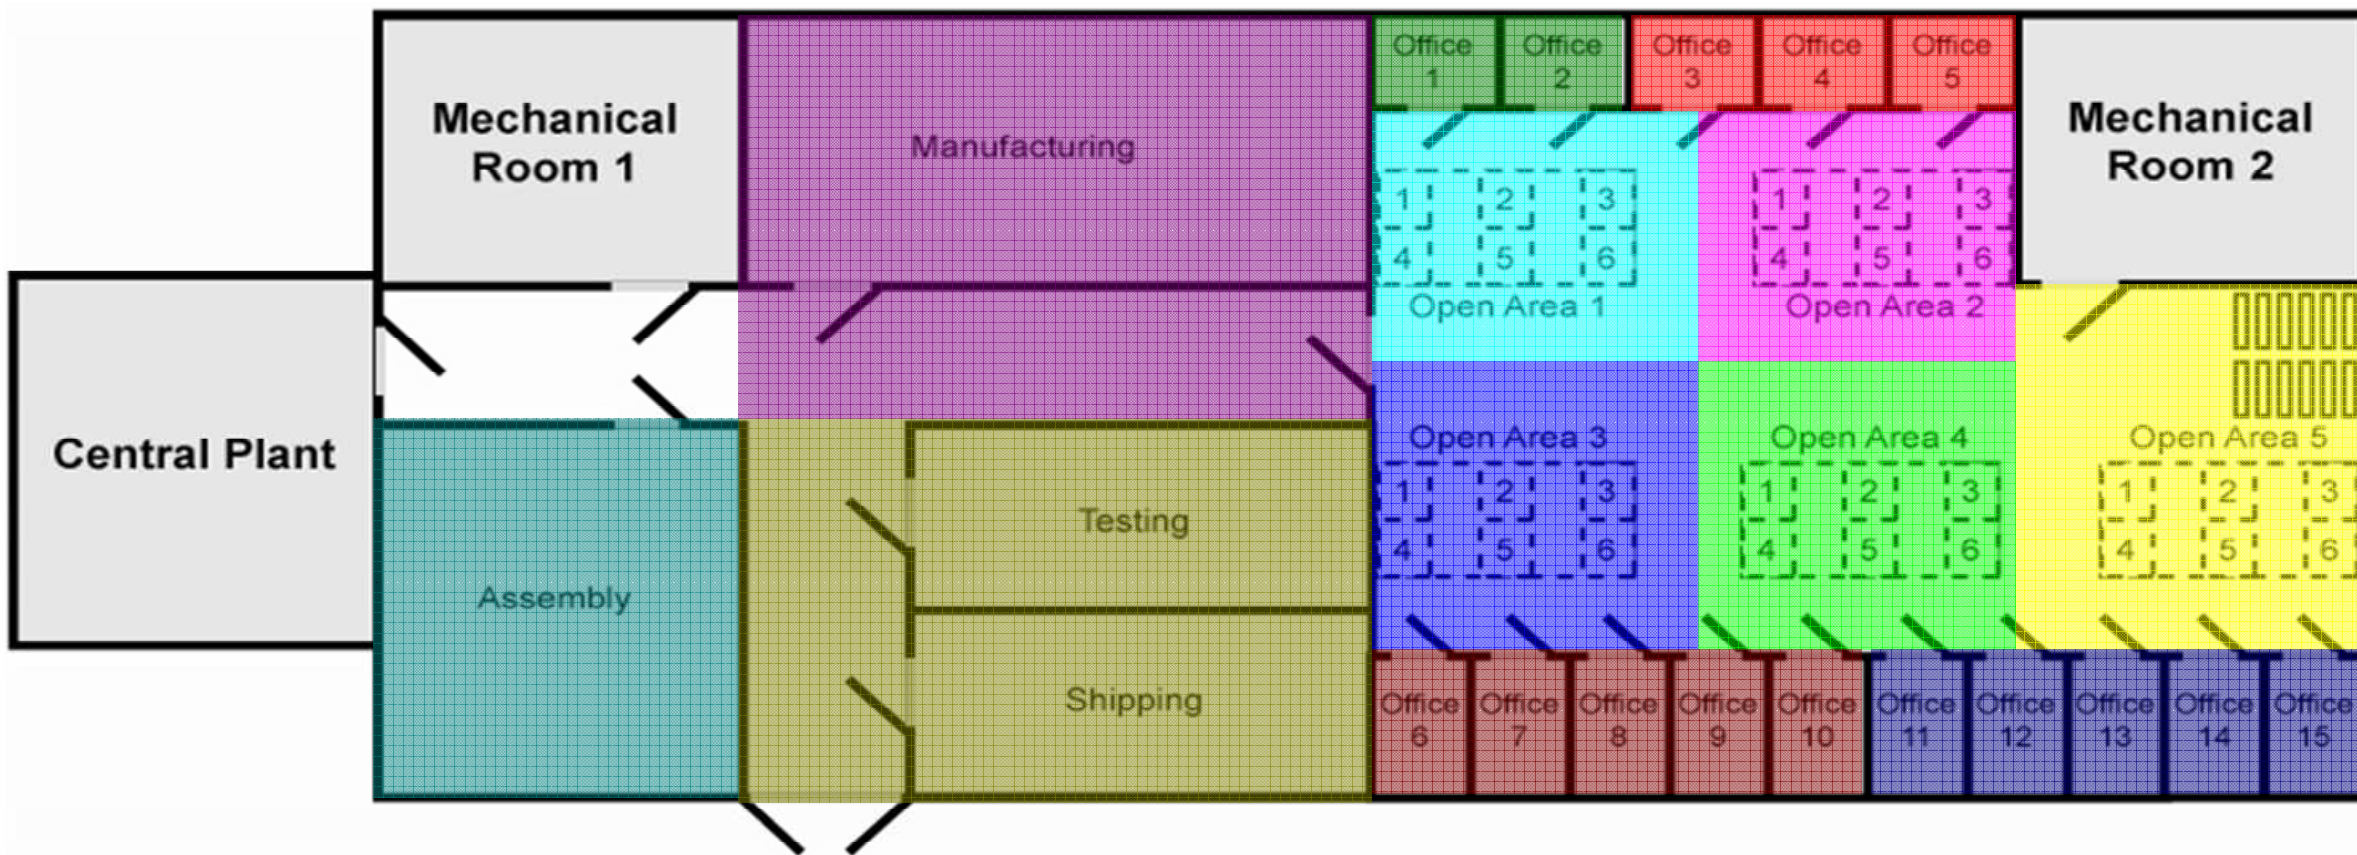 Office 1
Office 2
Office 3
Office 4
Office 5
Mechanical Room 1
Manufacturing
Mechanical Room 2
1 2 3
4 5 6
Open Area 1
1 2 3
4 5 6
Open Area 2
Central Plant
Assembly
Testing
Shipping
Open Area 3
1 2 3
4 5 6
Open Area 4
1 2 3
4 5 6
Open Area 5
1 2 3
4 5 6
Office 6
Office 7
Office 8
Office 9
Office 10
Office 11
Office 12
Office 13
Office 14
Office 15